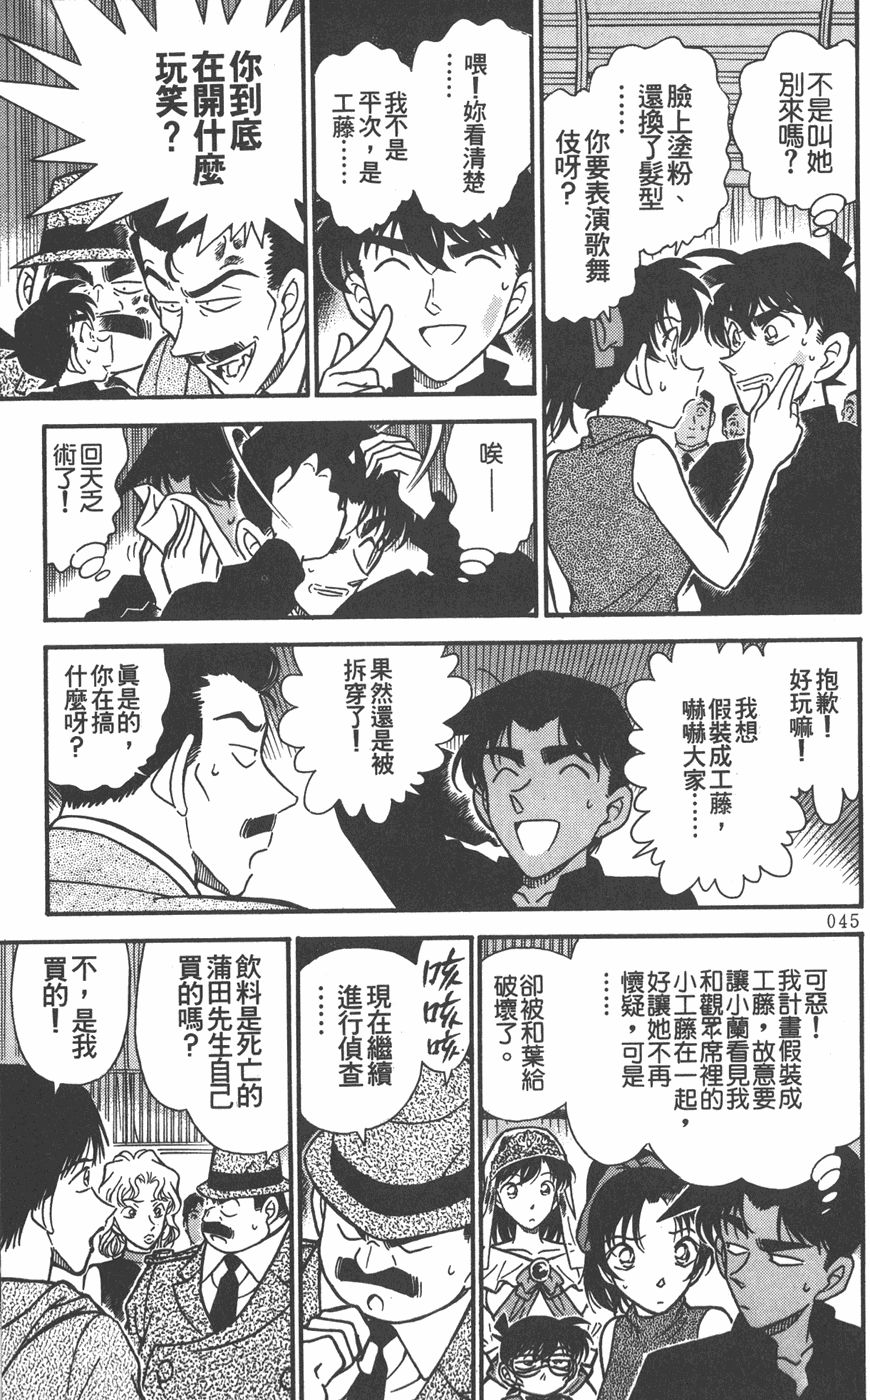 不是叫她
別來嗎？
臉上塗粉、
還換了髮型
……
你要表演歌舞
伎呀？
喂！妳看清楚
……
我不是
平次，是
工藤……
你到底
在開什麼
玩笑？
唉——
回天乏
術了！
抱歉！
好玩嘛！
我想
假裝成工藤，
嚇嚇大家……
果然還是被
拆穿了！
真是的，
你在搞
什麼呀？
045
可惡！
我計畫假裝成
工藤，故意要
讓小蘭看見我
和觀眾席裡的
小工藤在一起，
好讓她不再
懷疑，可是
……
卻被和葉給
破壞了。
咳咳咳
現在繼續
進行偵查
……
飲料是死亡的
蒲田先生自己
買的嗎？
不，是我
買的！